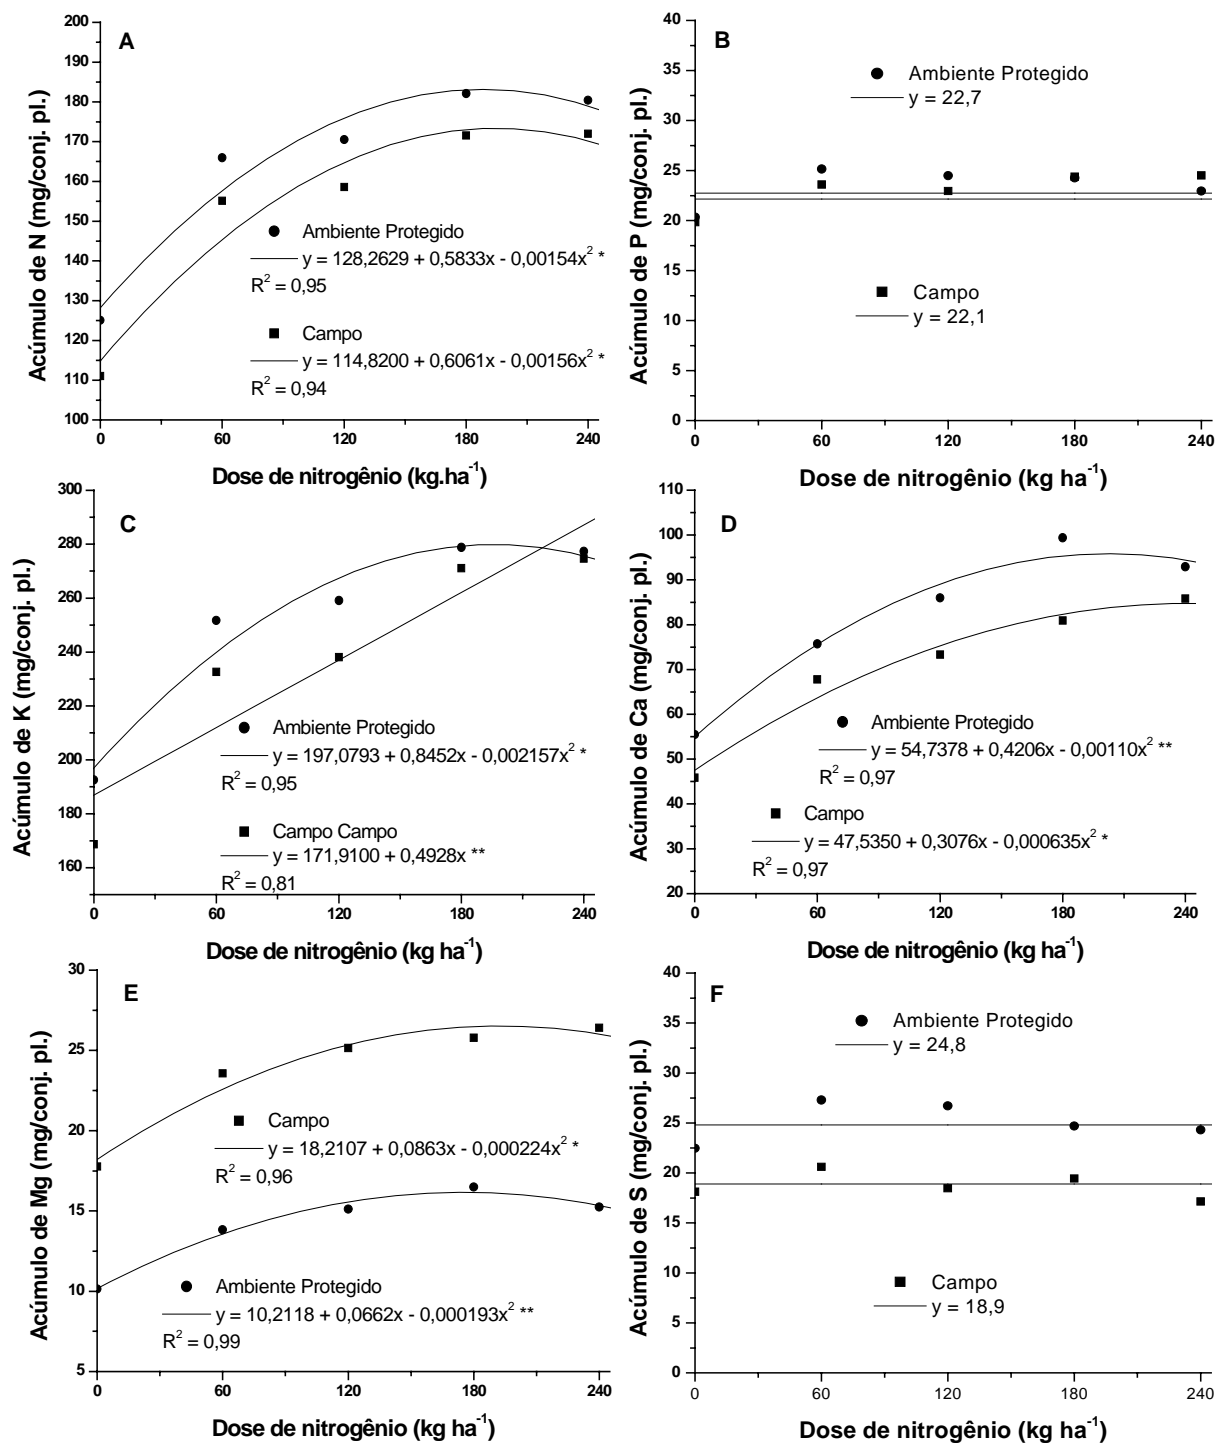 A
Acúmulo de N (mg/conj. pl.)
200
190
180
170
160
150
140
130
120
110
100
Ambiente Protegido
y = 128,2629 + 0,5833x - 0,00154x² *
R² = 0,95
Campo
y = 114,8200 + 0,6061x - 0,00156x² *
R² = 0,94
0 60 120 180 240
Dose de nitrogênio (kg.ha⁻¹)
B
Acúmulo de P (mg/conj. pl.)
40
35
30
25
20
15
10
5
0
Ambiente Protegido
y = 22,7
Campo
y = 22,1
0 60 120 180 240
Dose de nitrogênio (kg ha⁻¹)
C
Acúmulo de K (mg/conj. pl.)
300
280
260
240
220
200
180
160
Ambiente Protegido
y = 197,0793 + 0,8452x - 0,002157x² *
R² = 0,95
Campo Campo
y = 171,9100 + 0,4928x **
R² = 0,81
0 60 120 180 240
Dose de nitrogênio (kg ha⁻¹)
D
Acúmulo de Ca (mg/conj. pl.)
110
100
90
80
70
60
50
40
30
20
Ambiente Protegido
y = 54,7378 + 0,4206x - 0,00110x² **
R² = 0,97
Campo
y = 47,5350 + 0,3076x - 0,000635x² *
R² = 0,97
0 60 120 180 240
Dose de nitrogênio (kg ha⁻¹)
E
Acúmulo de Mg (mg/conj. pl.)
30
25
20
15
10
5
Campo
y = 18,2107 + 0,0863x - 0,000224x² *
R² = 0,96
Ambiente Protegido
y = 10,2118 + 0,0662x - 0,000193x² **
R² = 0,99
0 60 120 180 240
Dose de nitrogênio (kg ha⁻¹)
F
Acúmulo de S (mg/conj. pl.)
40
35
30
25
20
15
10
5
0
Ambiente Protegido
y = 24,8
Campo
y = 18,9
0 60 120 180 240
Dose de nitrogênio (kg ha⁻¹)